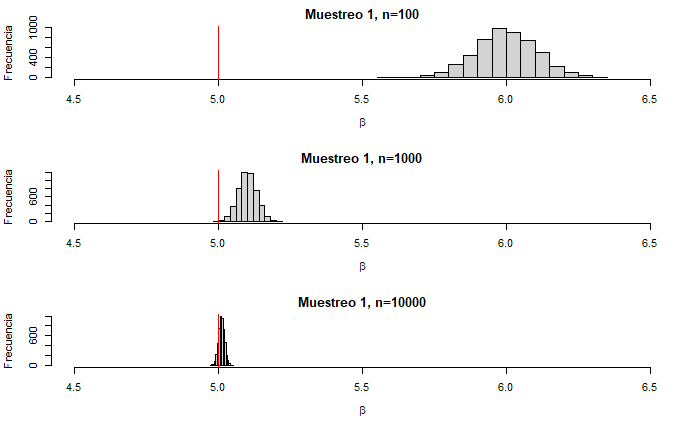 Muestreo 1, n=100
Frecuencia
0 400 1000
4.5 5.0 5.5 6.0 6.5
β
Muestreo 1, n=1000
Frecuencia
0 600
4.5 5.0 5.5 6.0 6.5
β
Muestreo 1, n=10000
Frecuencia
0 600
4.5 5.0 5.5 6.0 6.5
β